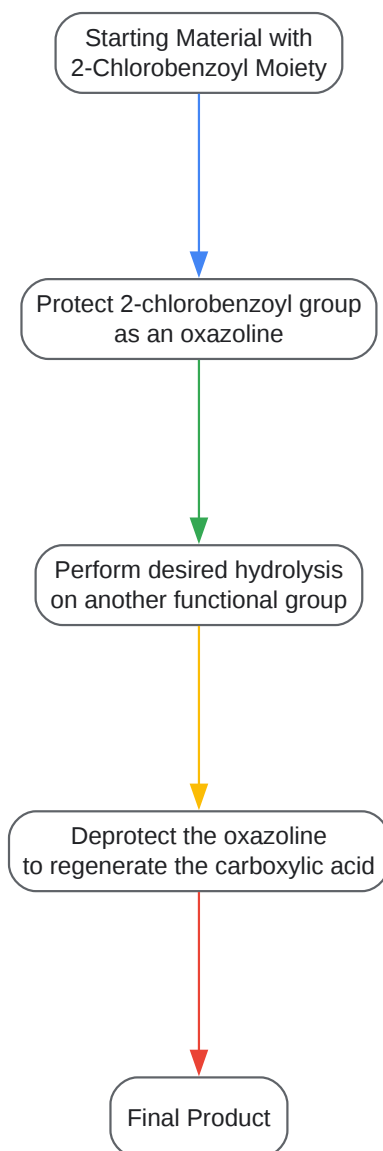 Starting Material with
2-Chlorobenzoyl Moiety
Protect 2-chlorobenzoyl group
as an oxazoline
Perform desired hydrolysis
on another functional group
Deprotect the oxazoline
to regenerate the carboxylic acid
Final Product